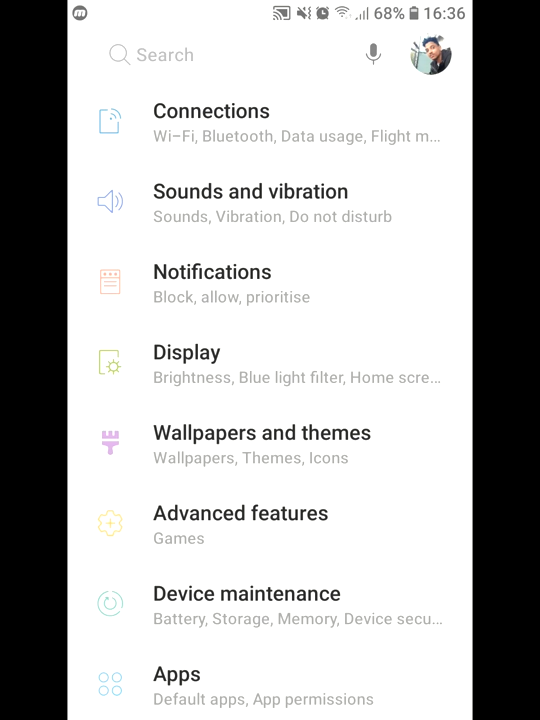 68% 16:36
Search
Connections
Wi-Fi, Bluetooth, Data usage, Flight m...
Sounds and vibration
Sounds, Vibration, Do not disturb
Notifications
Block, allow, prioritise
Display
Brightness, Blue light filter, Home scre...
Wallpapers and themes
Wallpapers, Themes, Icons
Advanced features
Games
Device maintenance
Battery, Storage, Memory, Device secu...
Apps
Default apps, App permissions